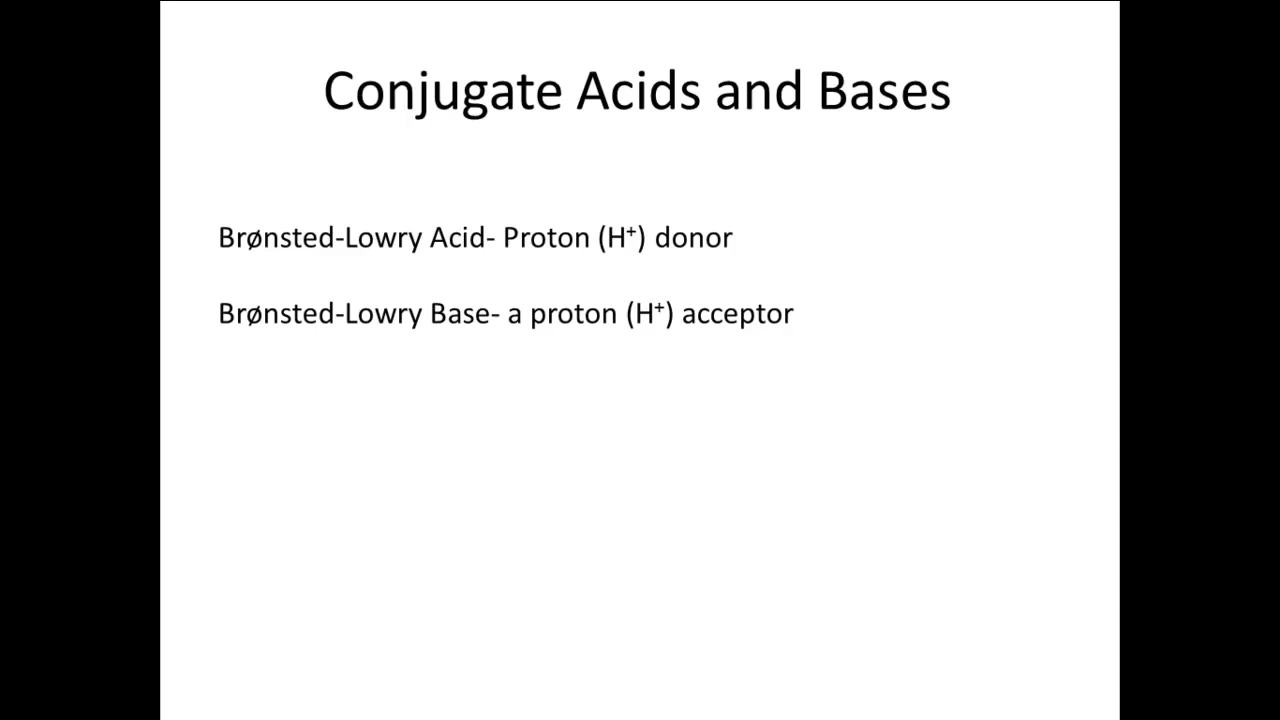 Conjugate Acids and Bases
Brønsted-Lowry Acid- Proton (H⁺) donor
Brønsted-Lowry Base- a proton (H⁺) acceptor